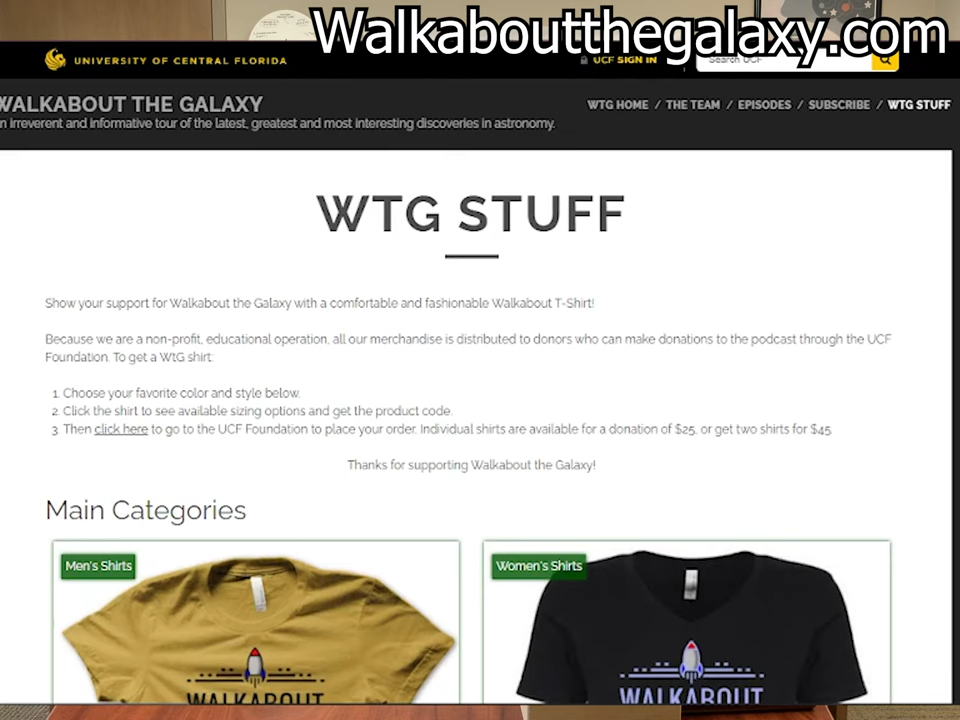 Walkaboutthegalaxy.com
UNIVERSITY OF CENTRAL FLORIDA
UCF SIGN IN
Search UCF
WALKABOUT THE GALAXY
WTG HOME / THE TEAM / EPISODES / SUBSCRIBE / WTG STUFF
n irreverent and informative tour of the latest, greatest and most interesting discoveries in astronomy.
WTG STUFF
Show your support for Walkabout the Galaxy with a comfortable and fashionable Walkabout T-Shirt!
Because we are a non-profit, educational operation, all our merchandise is distributed to donors who can make donations to the podcast through the UCF
Foundation. To get a WtG shirt:
1. Choose your favorite color and style below.
2. Click the shirt to see available sizing options and get the product code.
3. Then click here to go to the UCF Foundation to place your order. Individual shirts are available for a donation of $25, or get two shirts for $45.
Thanks for supporting Walkabout the Galaxy!
Main Categories
Men's Shirts
Women's Shirts
WALKABOUT
WALKABOUT